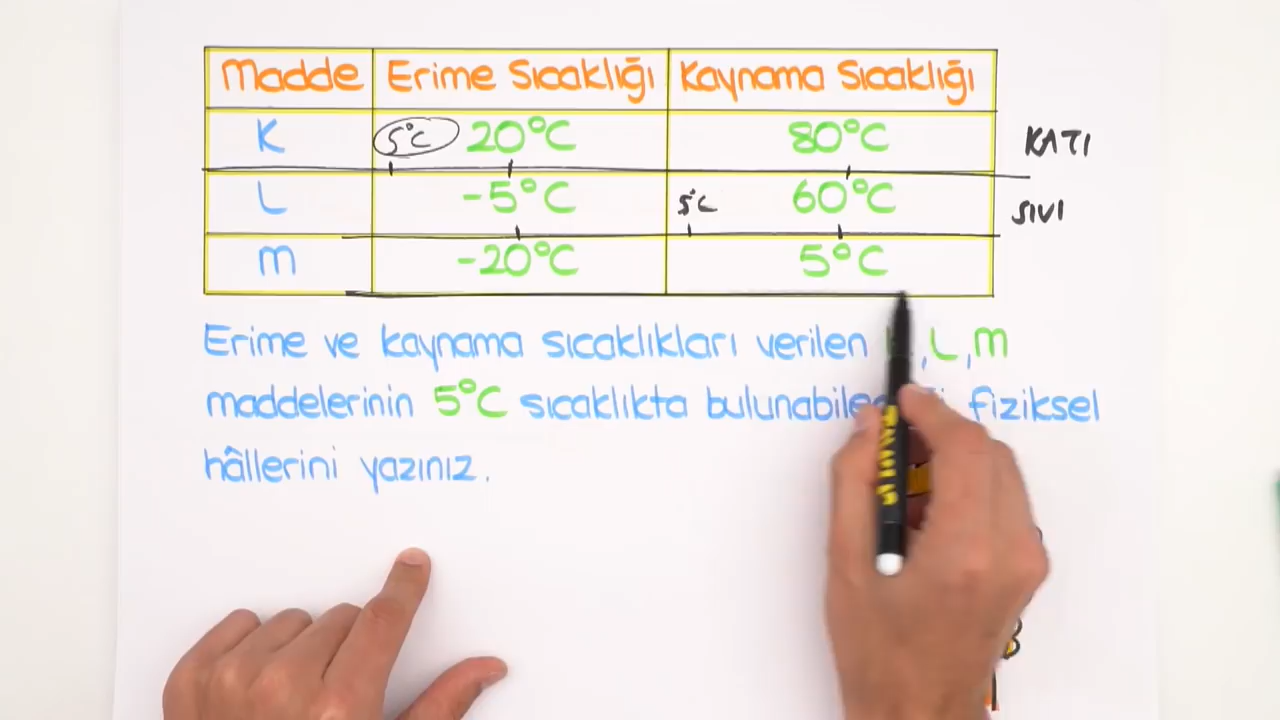 Madde Erime Sıcaklığı Kaynama Sıcaklığı
K 5°C 20°C 80°C KATI
L -5°C 5°C 60°C SIVI
M -20°C 5°C
Erime ve kaynama sıcaklıkları verilen , L, M
maddelerinin 5°C sıcaklıkta fiziksel
hâllerini yazınız.